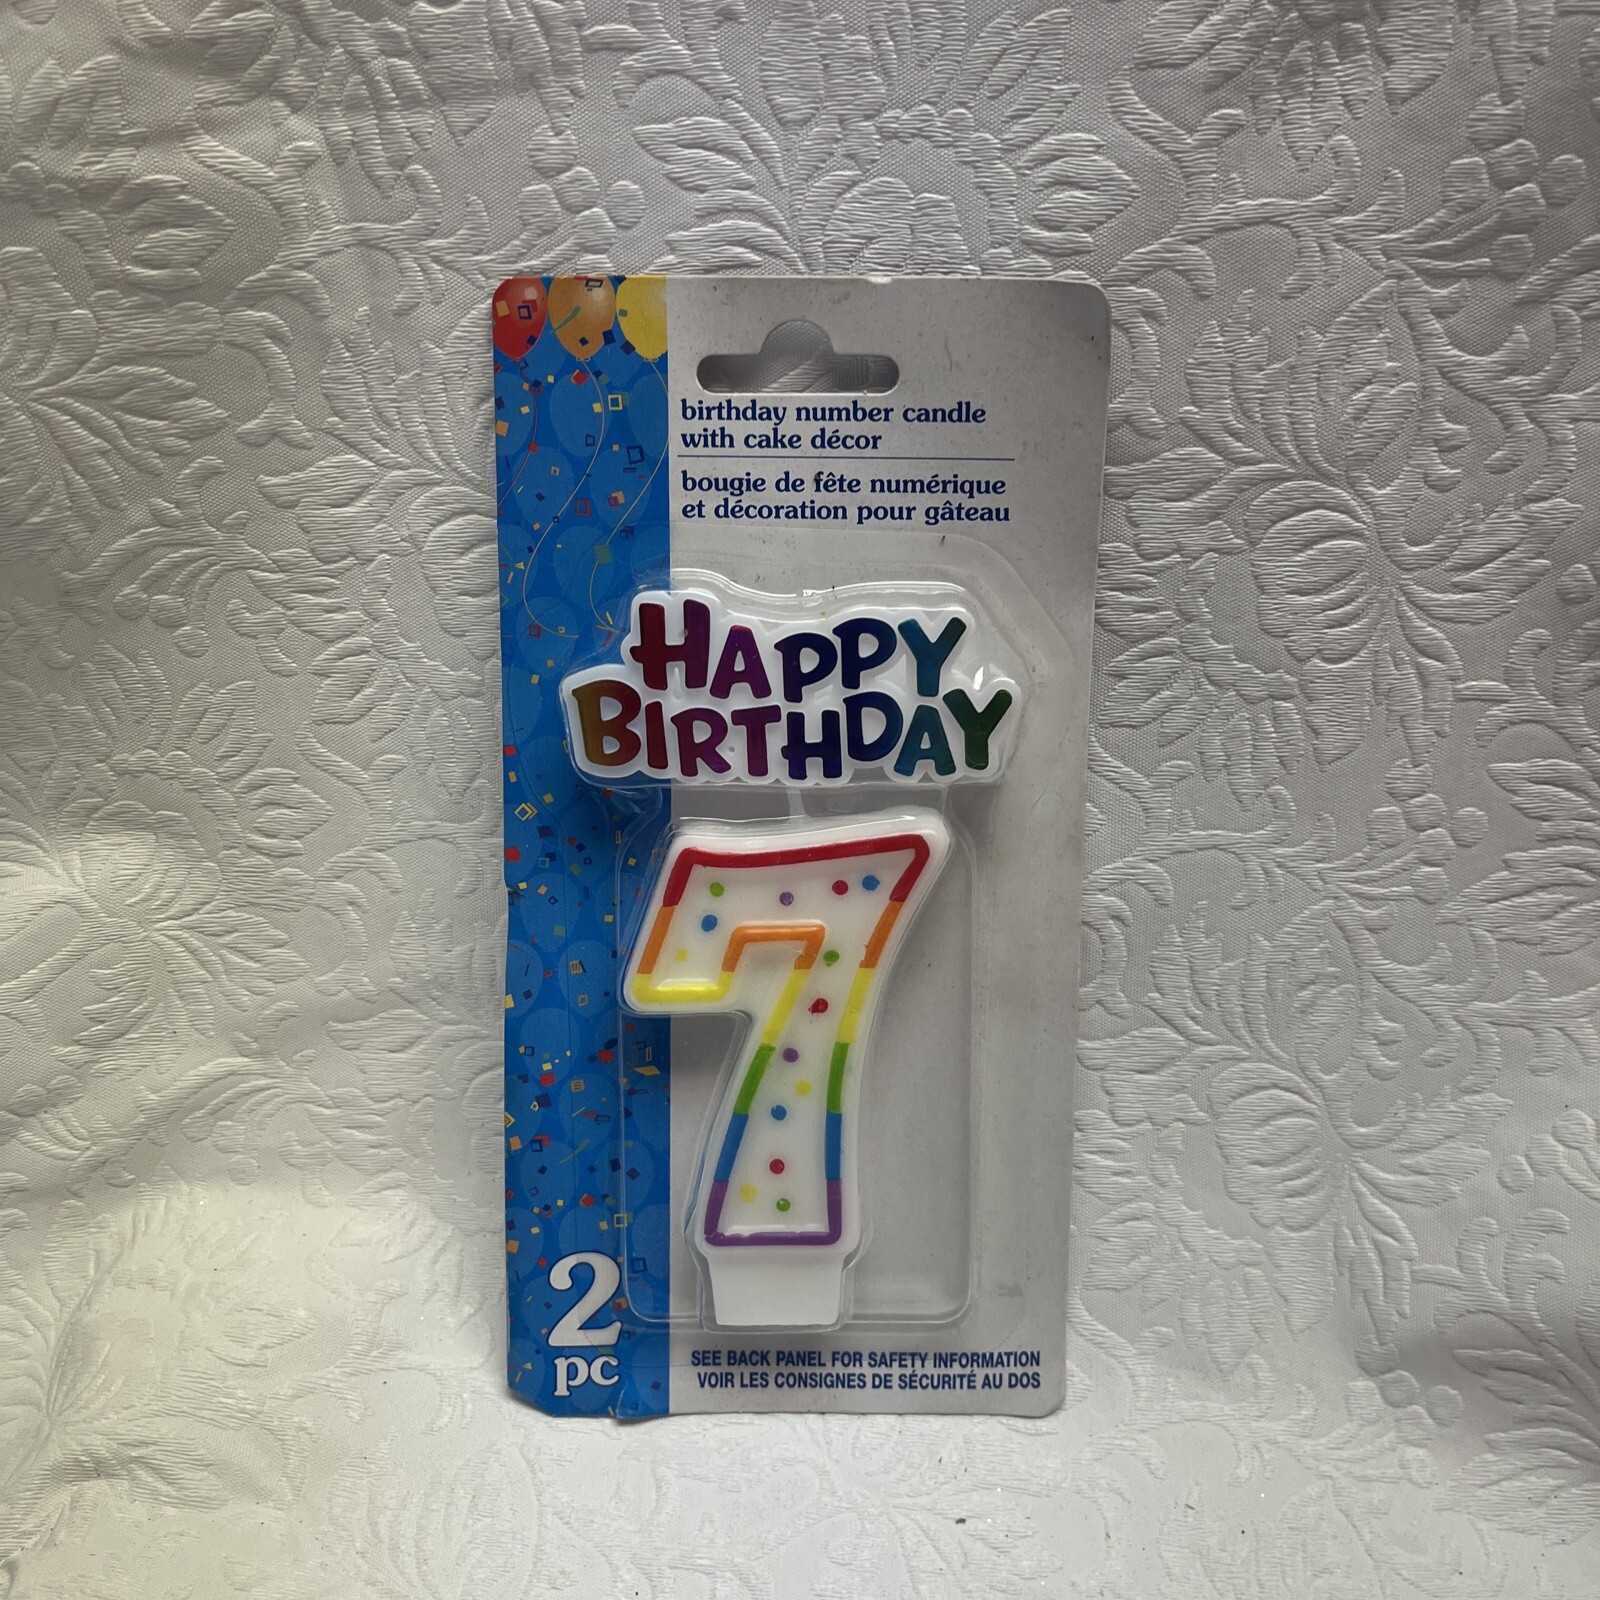 birthday number candle
with cake décor
bougie de fête numérique
et décoration pour gâteau
HAPPY
BIRTHDAY
7
2
pc
SEE BACK PANEL FOR SAFETY INFORMATION
VOIR LES CONSIGNES DE SÉCURITÉ AU DOS